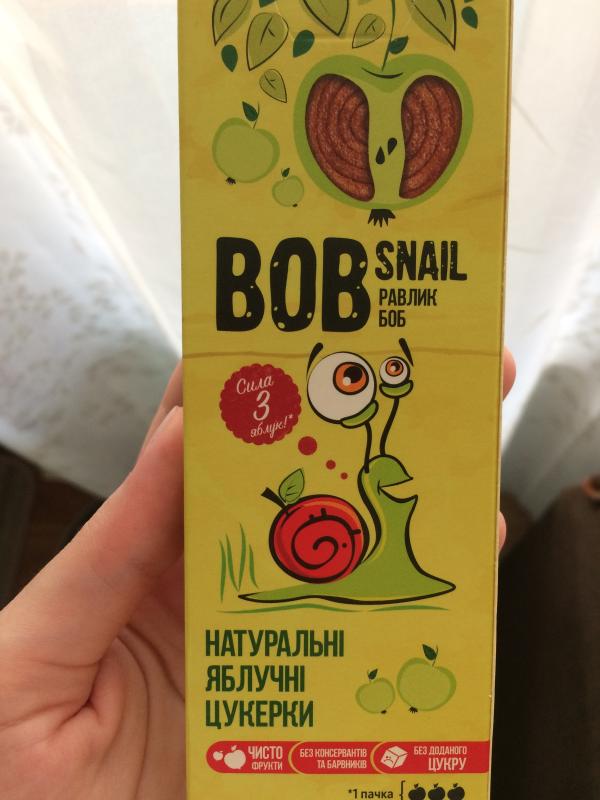 BOB
SNAIL
РАВЛИК
БОБ
Сила
3
яблук!*
НАТУРАЛЬНІ
ЯБЛУЧНІ
ЦУКЕРКИ
ЧИСТО
ФРУКТИ
БЕЗ КОНСЕРВАНТІВ
ТА БАРВНИКІВ
БЕЗ ДОДАНОГО
ЦУКРУ
*1 пачка